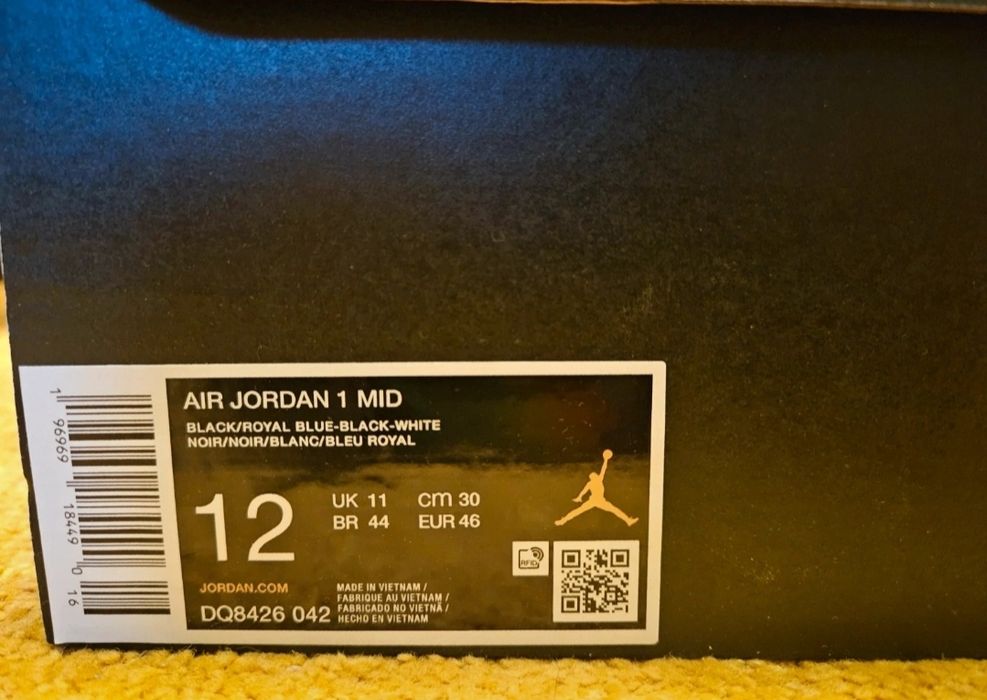 AIR JORDAN 1 MID
BLACK/ROYAL BLUE-BLACK-WHITE
NOIR/NOIR/BLANC/BLEU ROYAL
12
UK 11 cm 30
BR 44 EUR 46
RFID
JORDAN.COM
DQ8426 042
MADE IN VIETNAM /
FABRIQUE AU VIETNAM /
FABRICADO NO VIETNÃ /
HECHO EN VIETNAM
1 96969 18449 0 16